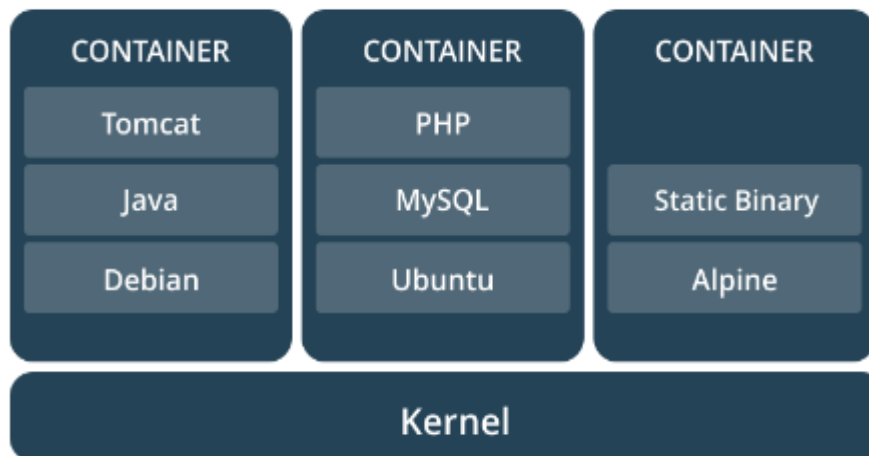 CONTAINER
Tomcat
Java
Debian
CONTAINER
PHP
MySQL
Ubuntu
CONTAINER
Static Binary
Alpine
Kernel